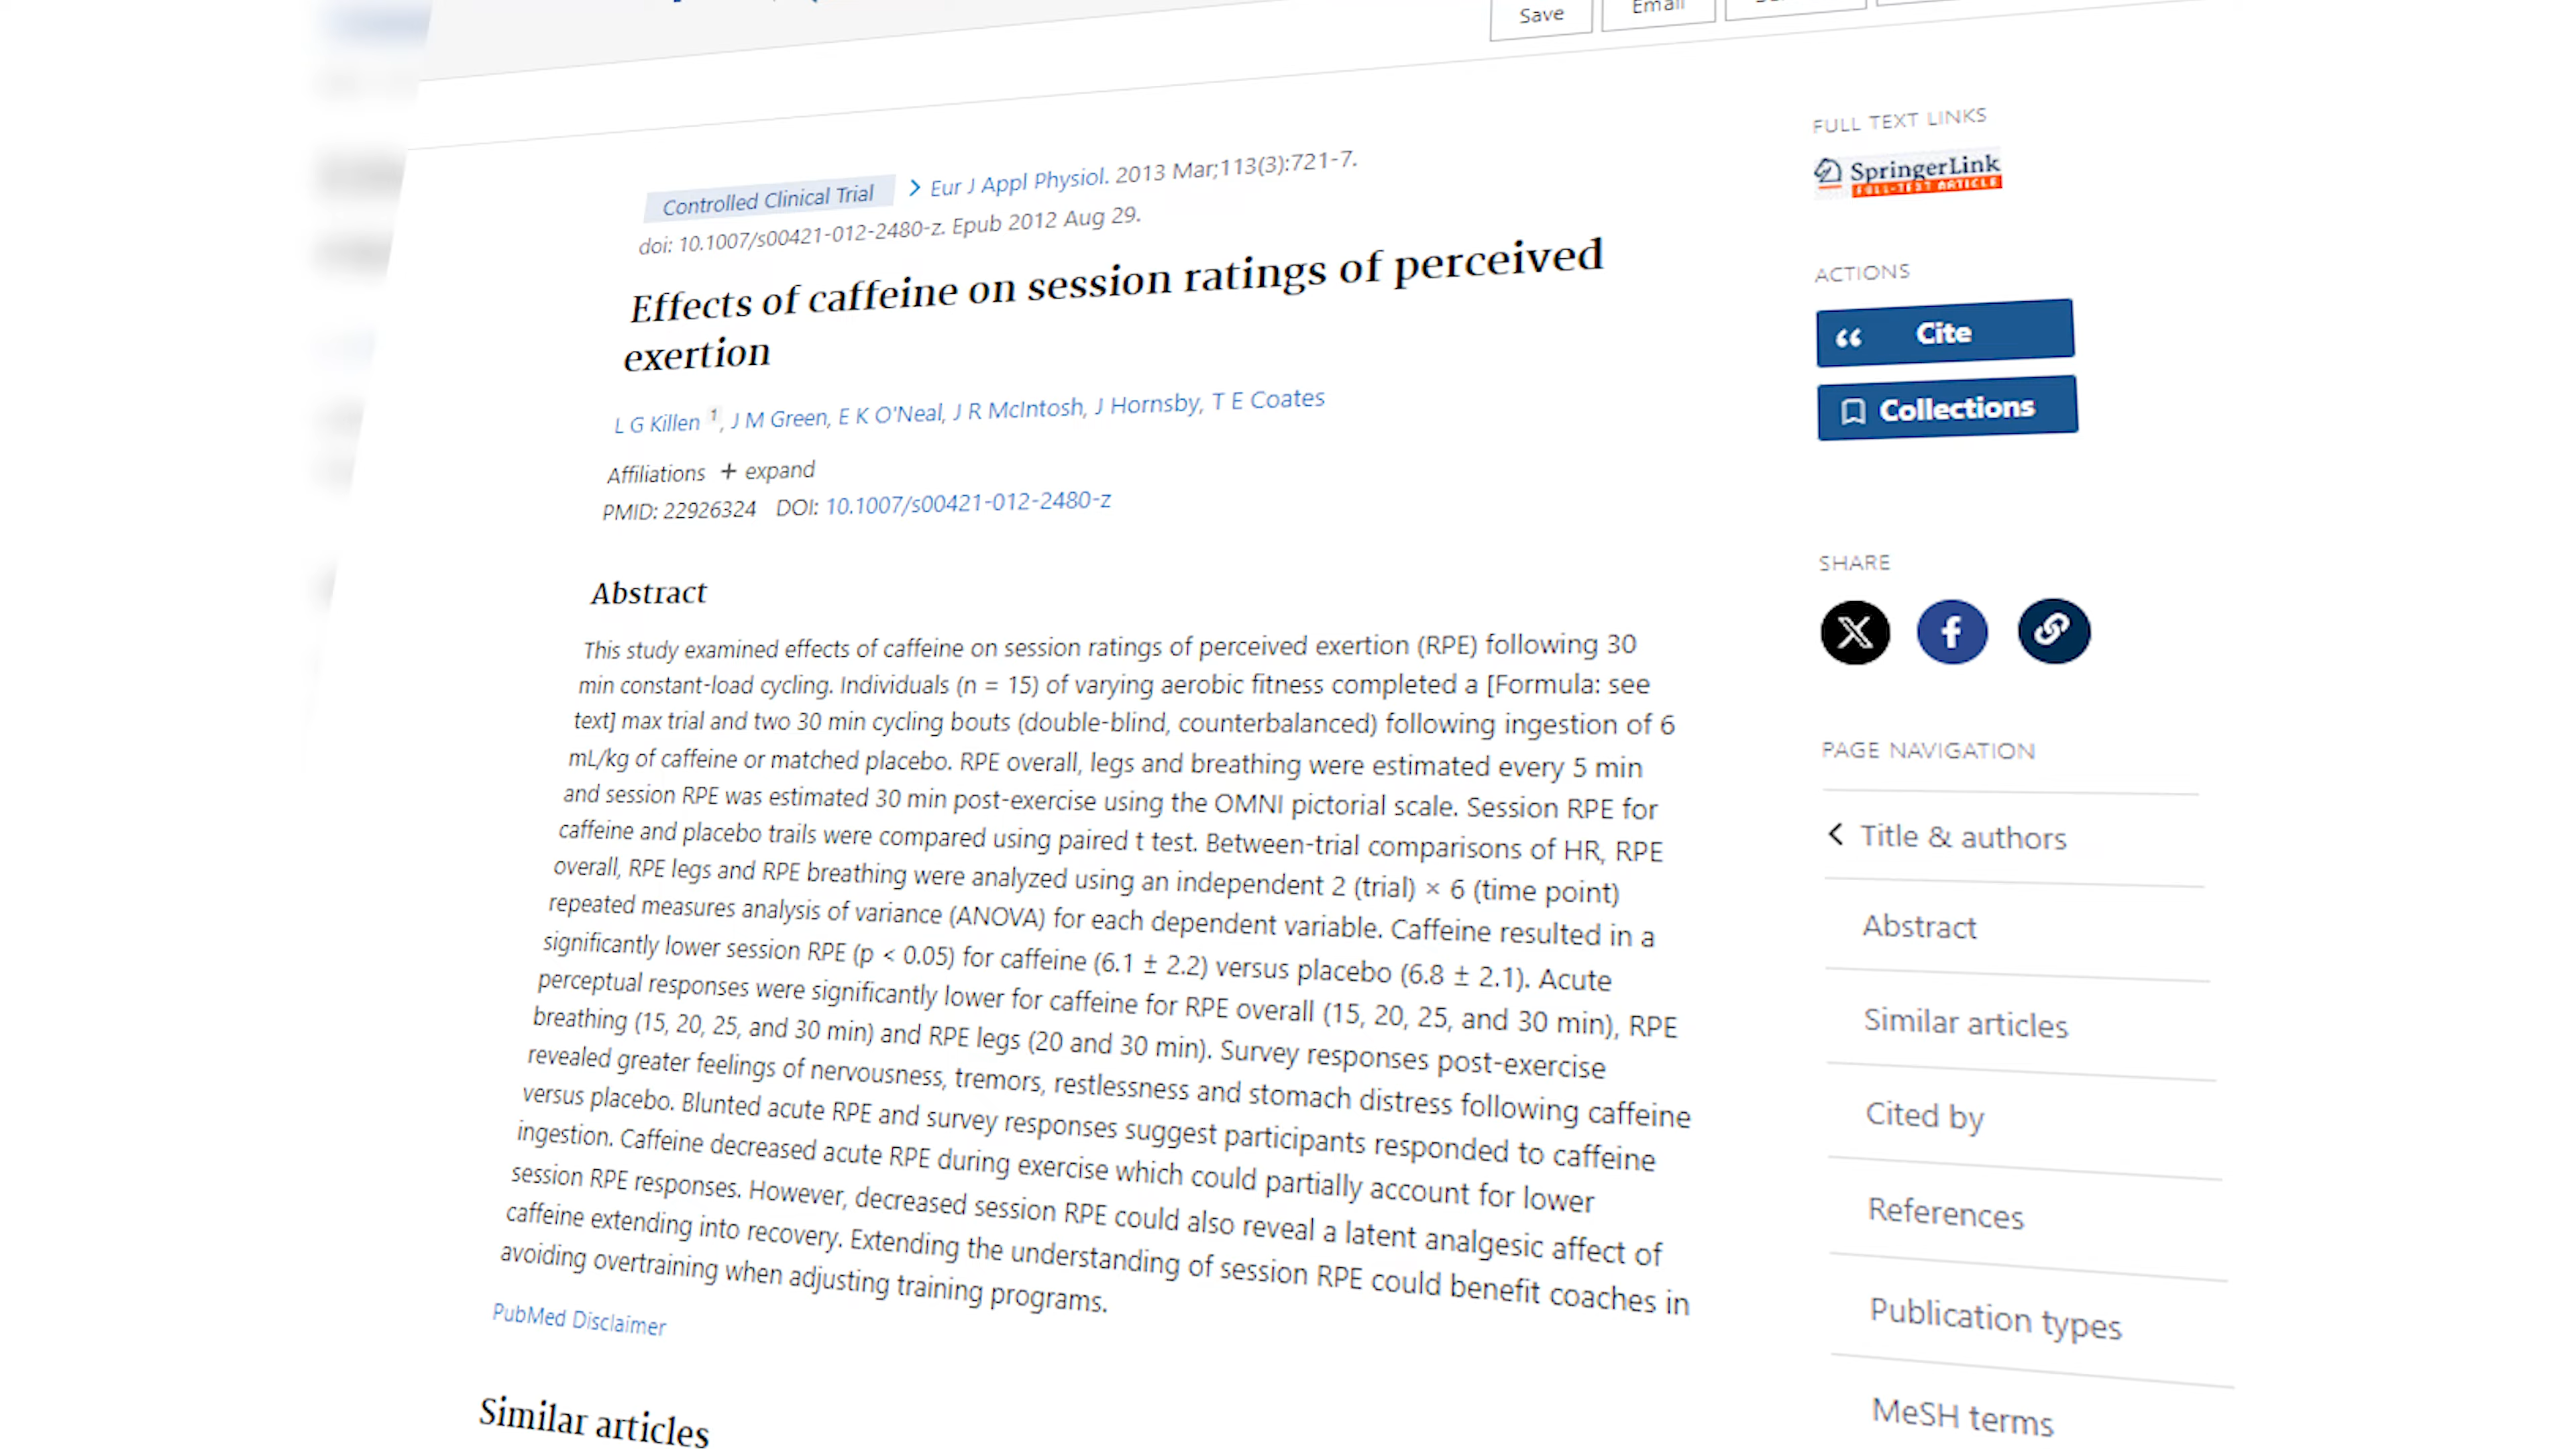 Save
Email
Controlled Clinical Trial > Eur J Appl Physiol. 2013 Mar;113(3):721-7.
doi: 10.1007/s00421-012-2480-z. Epub 2012 Aug 29.
Effects of caffeine on session ratings of perceived
exertion
L G Killen 1, J M Green, E K O'Neal, J R McIntosh, J Hornsby, T E Coates
Affiliations + expand
PMID: 22926324 DOI: 10.1007/s00421-012-2480-z
Abstract
This study examined effects of caffeine on session ratings of perceived exertion (RPE) following 30
min constant-load cycling. Individuals (n = 15) of varying aerobic fitness completed a [Formula: see
text] max trial and two 30 min cycling bouts (double-blind, counterbalanced) following ingestion of 6
mL/kg of caffeine or matched placebo. RPE overall, legs and breathing were estimated every 5 min
and session RPE was estimated 30 min post-exercise using the OMNI pictorial scale. Session RPE for
caffeine and placebo trails were compared using paired t test. Between-trial comparisons of HR, RPE
overall, RPE legs and RPE breathing were analyzed using an independent 2 (trial) × 6 (time point)
repeated measures analysis of variance (ANOVA) for each dependent variable. Caffeine resulted in a
significantly lower session RPE (p < 0.05) for caffeine (6.1 ± 2.2) versus placebo (6.8 ± 2.1). Acute
perceptual responses were significantly lower for caffeine for RPE overall (15, 20, 25, and 30 min), RPE
breathing (15, 20, 25, and 30 min) and RPE legs (20 and 30 min). Survey responses post-exercise
revealed greater feelings of nervousness, tremors, restlessness and stomach distress following caffeine
versus placebo. Blunted acute RPE and survey responses suggest participants responded to caffeine
ingestion. Caffeine decreased acute RPE during exercise which could partially account for lower
session RPE responses. However, decreased session RPE could also reveal a latent analgesic affect of
caffeine extending into recovery. Extending the understanding of session RPE could benefit coaches in
avoiding overtraining when adjusting training programs.
PubMed Disclaimer
Similar articles
FULL TEXT LINKS
SpringerLink
FULL-TEXT ARTICLE
ACTIONS
Cite
Collections
SHARE
PAGE NAVIGATION
Title & authors
Abstract
Similar articles
Cited by
References
Publication types
MeSH terms